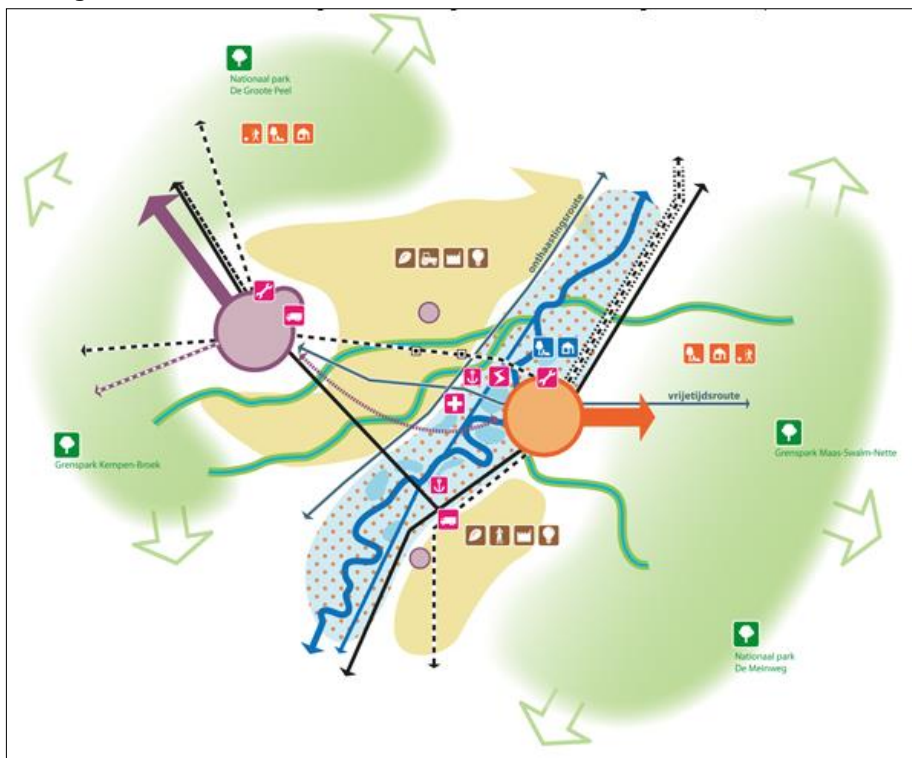 Nationaal park
De Groote Peel
onthaastingsroute
vrijetijdsroute
Grenspark Kempen-Broek
Grenspark Maas-Swalm-Nette
Nationaal park
De Meinweg